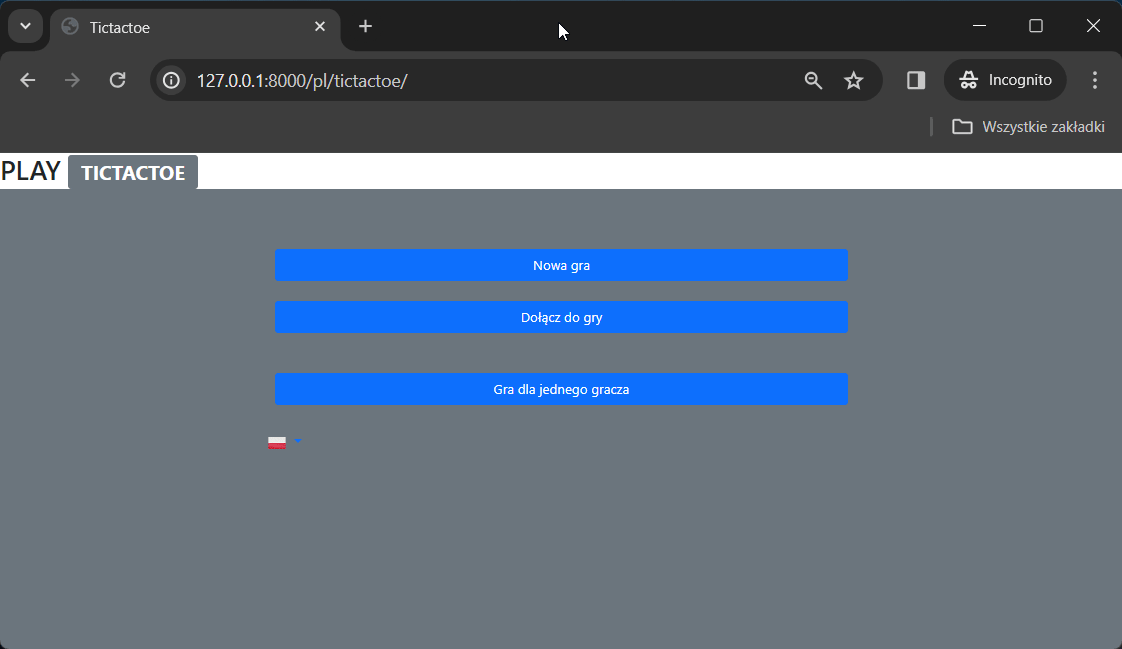 Tictactoe
127.0.0.1:8000/pl/tictactoe/
Incognito
Wszystkie zakładki
PLAY TICTACTOE
Nowa gra
Dołącz do gry
Gra dla jednego gracza